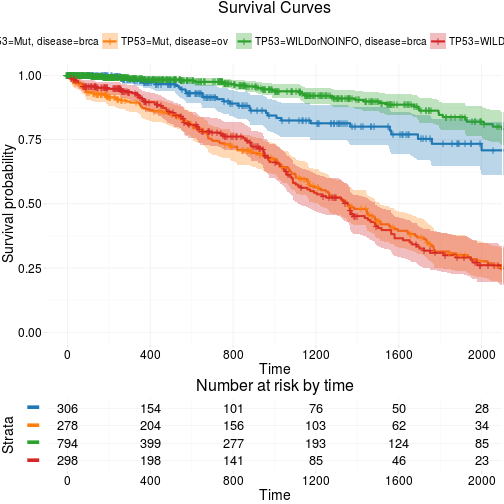 Survival Curves
53=Mut, disease=brca TP53=Mut, disease=ov TP53=WILDorNOINFO, disease=brca TP53=WILD
1.00
0.75
0.50
0.25
0.00
Survival probability
0 400 800 1200 1600 2000
Time
Number at risk by time
Strata
306 154 101 76 50 28
278 204 156 103 62 34
794 399 277 193 124 85
298 198 141 85 46 23
0 400 800 1200 1600 2000
Time